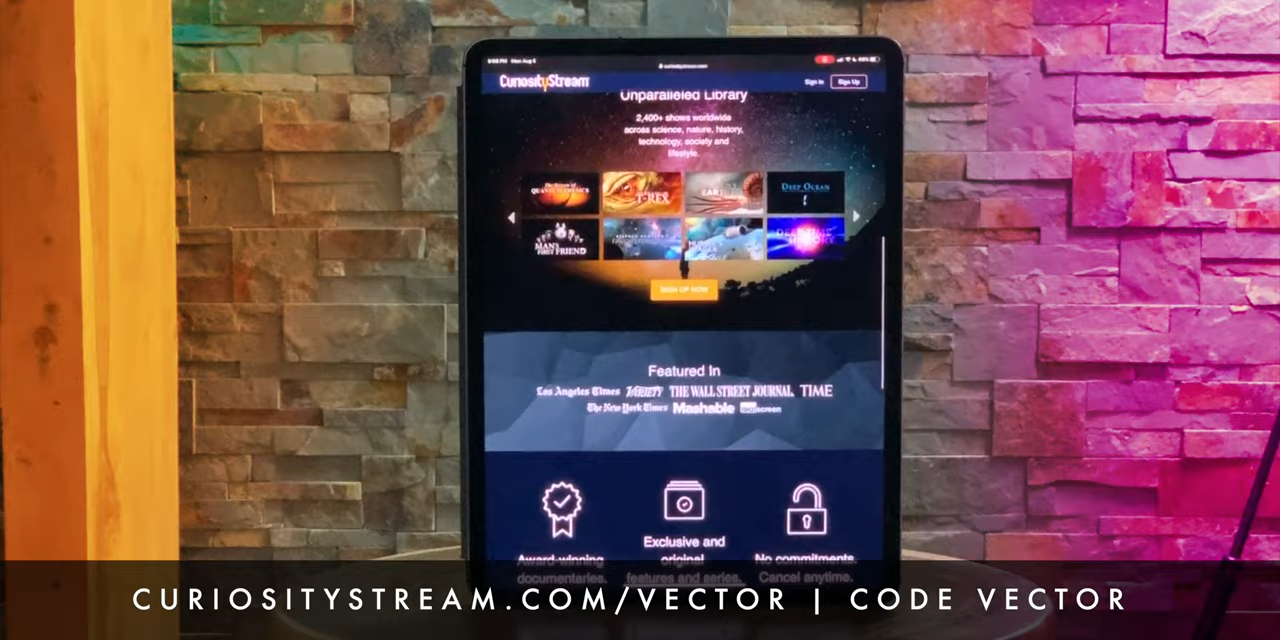 curiositystream.com
CuriosityStream
Sign In
Sign Up
Unparalleled Library
2,400+ shows worldwide
across science, nature, history,
technology, society and
lifestyle.
T-REX
DEEP OCEAN
MAN'S
FIRST FRIEND
SIGN UP NOW
Featured In
Los Angeles Times VARIETY THE WALL STREET JOURNAL. TIME
The New York Times Mashable
Award-winning
documentaries.
Exclusive and
original
features and series.
No commitments.
Cancel anytime.
CURIOSITYSTREAM.COM/VECTOR | CODE VECTOR